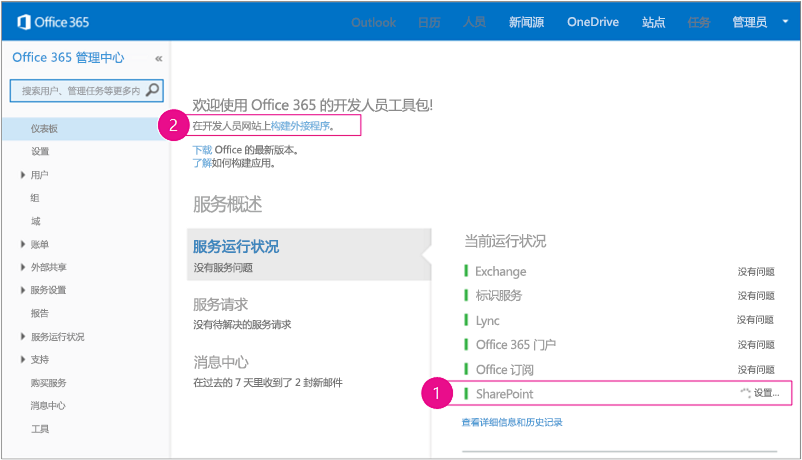 Office 365
Outlook 日历 人员 新闻源 OneDrive 站点 任务 管理员
Office 365 管理中心 «
搜索用户、管理任务等更多内
仪表板
设置
用户
组
域
账单
外部共享
服务设置
报告
服务运行状况
支持
购买服务
消息中心
工具
欢迎使用 Office 365 的开发人员工具包!
2 在开发人员网站上构建外接程序。
下载 Office 的最新版本。
了解如何构建应用。
服务概述
服务运行状况
没有服务问题
服务请求
没有待解决的服务请求
消息中心
在过去的 7 天里收到了 2 封新邮件
当前运行状况
Exchange 没有问题
标识服务 没有问题
Lync 没有问题
Office 365 门户 没有问题
Office 订阅 没有问题
1 SharePoint 设置...
查看详细信息和历史记录